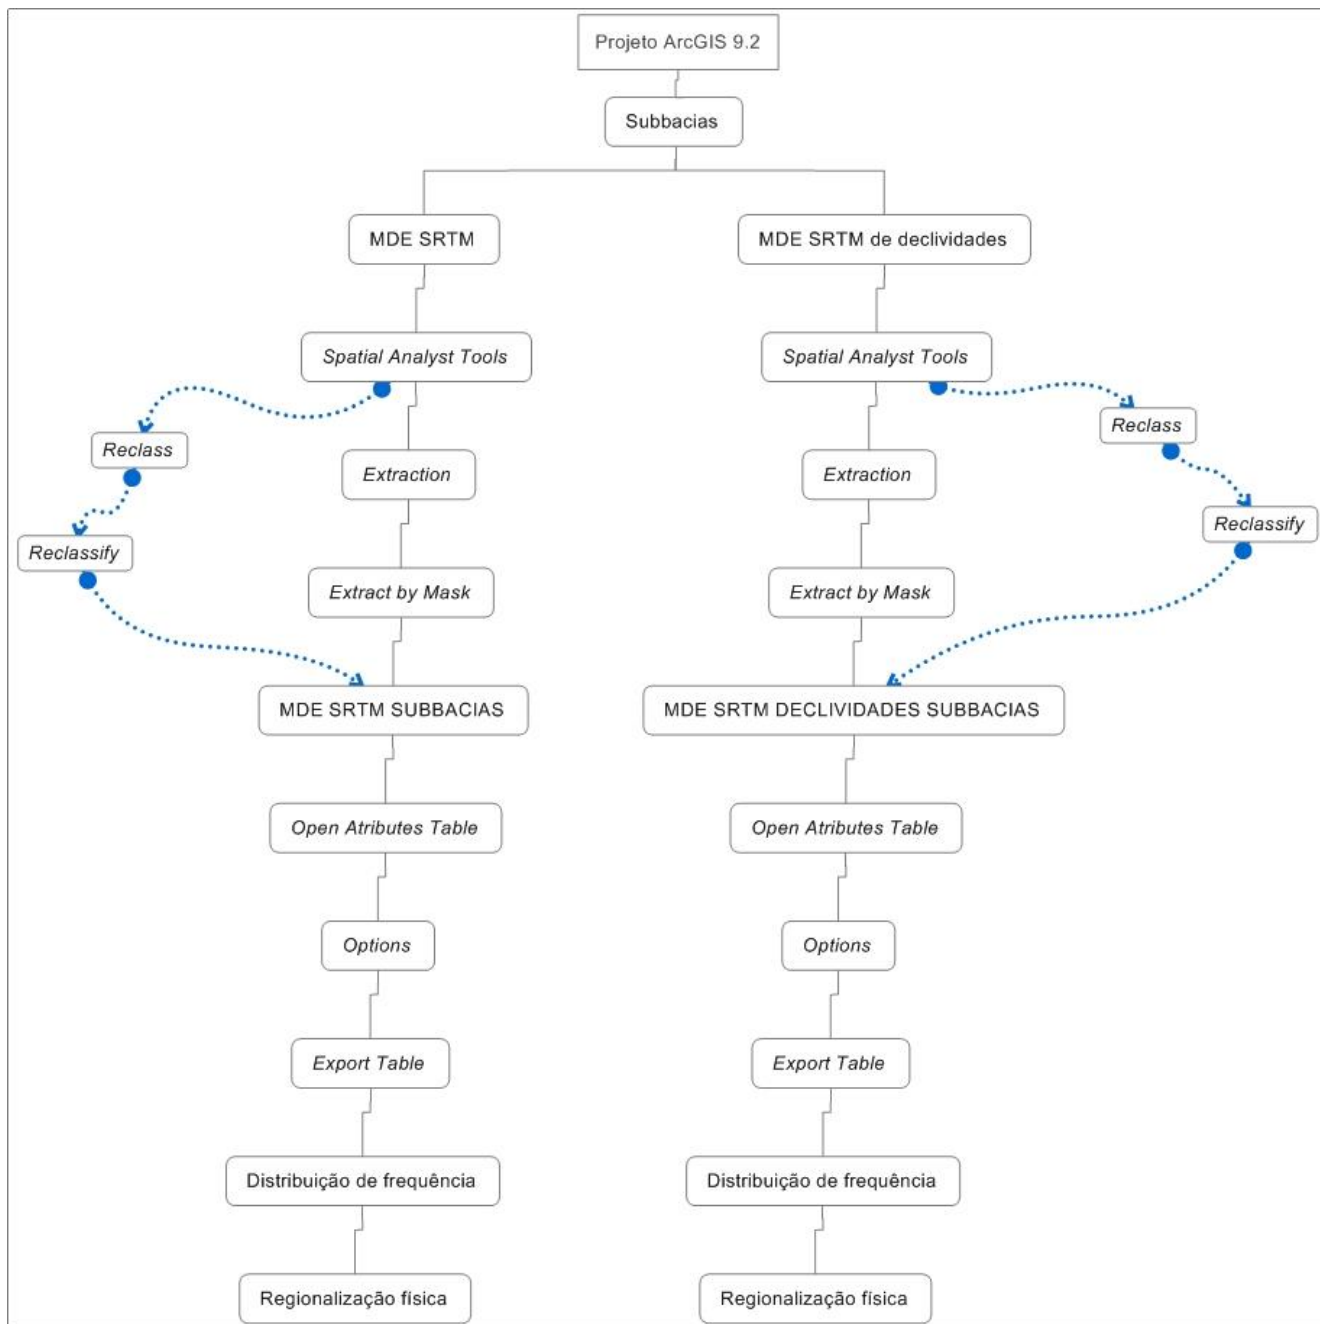 Projeto ArcGIS 9.2
Subbacias
MDE SRTM
MDE SRTM de declividades
Spatial Analyst Tools
Spatial Analyst Tools
Reclass
Reclass
Extraction
Extraction
Reclassify
Reclassify
Extract by Mask
Extract by Mask
MDE SRTM SUBBACIAS
MDE SRTM DECLIVIDADES SUBBACIAS
Open Atributes Table
Open Atributes Table
Options
Options
Export Table
Export Table
Distribuição de frequência
Distribuição de frequência
Regionalização física
Regionalização física